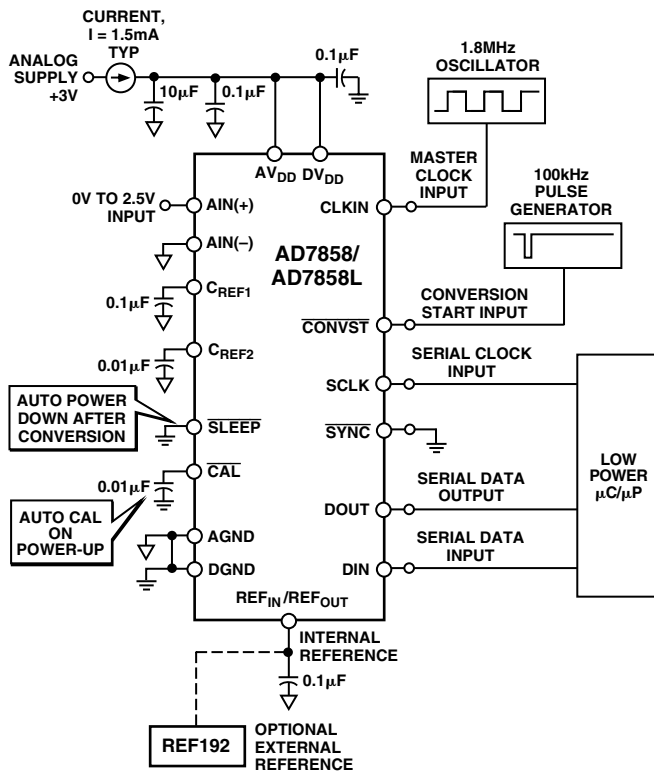 CURRENT,
I = 1.5mA
TYP
ANALOG
SUPPLY
+3V
10μF
0.1μF
0.1μF
1.8MHz
OSCILLATOR
AVDD DVDD
MASTER
CLOCK
INPUT
0V TO 2.5V
INPUT
AIN(+)
CLKIN
100kHz
PULSE
GENERATOR
AIN(–)
AD7858/
AD7858L
CREF1
0.1μF
CONVST
CONVERSION
START INPUT
CREF2
0.01μF
SCLK
SERIAL CLOCK
INPUT
AUTO POWER
DOWN AFTER
CONVERSION
SLEEP
SYNC
LOW
POWER
μC/μP
CAL
0.01μF
DOUT
SERIAL DATA
OUTPUT
AUTO CAL
ON
POWER-UP
AGND
DGND
DIN
SERIAL DATA
INPUT
REFIN/REFOUT
INTERNAL
REFERENCE
0.1μF
REF192
OPTIONAL
EXTERNAL
REFERENCE